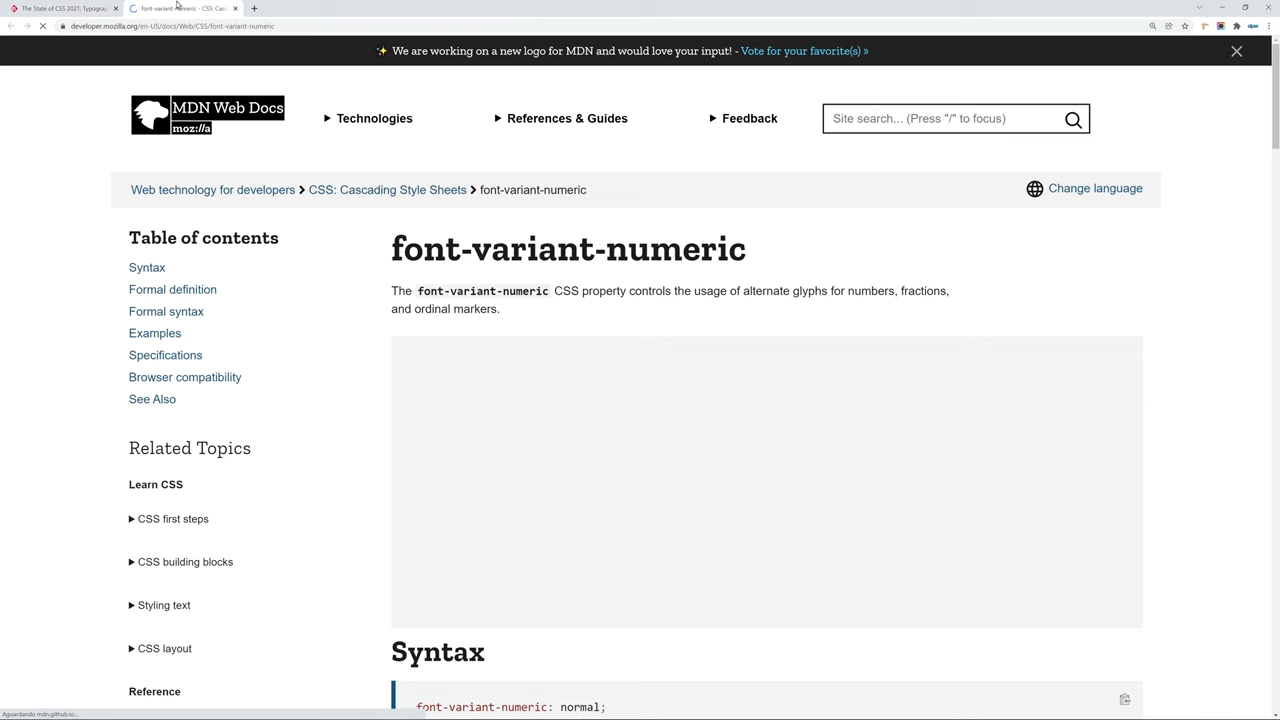 The State of CSS 2021: Typograp
font-variant-numeric - CSS: Casc
developer.mozilla.org/en-US/docs/Web/CSS/font-variant-numeric
✨ We are working on a new logo for MDN and would love your input! - Vote for your favorite(s) »
MDN Web Docs
moz://a
Technologies
References & Guides
Feedback
Site search... (Press "/" to focus)
Web technology for developers > CSS: Cascading Style Sheets > font-variant-numeric
Change language
Table of contents
Syntax
Formal definition
Formal syntax
Examples
Specifications
Browser compatibility
See Also
Related Topics
Learn CSS
CSS first steps
CSS building blocks
Styling text
CSS layout
Reference
font-variant-numeric
The font-variant-numeric CSS property controls the usage of alternate glyphs for numbers, fractions,
and ordinal markers.
Syntax
font-variant-numeric: normal;
Aguardando mdn.github.io...